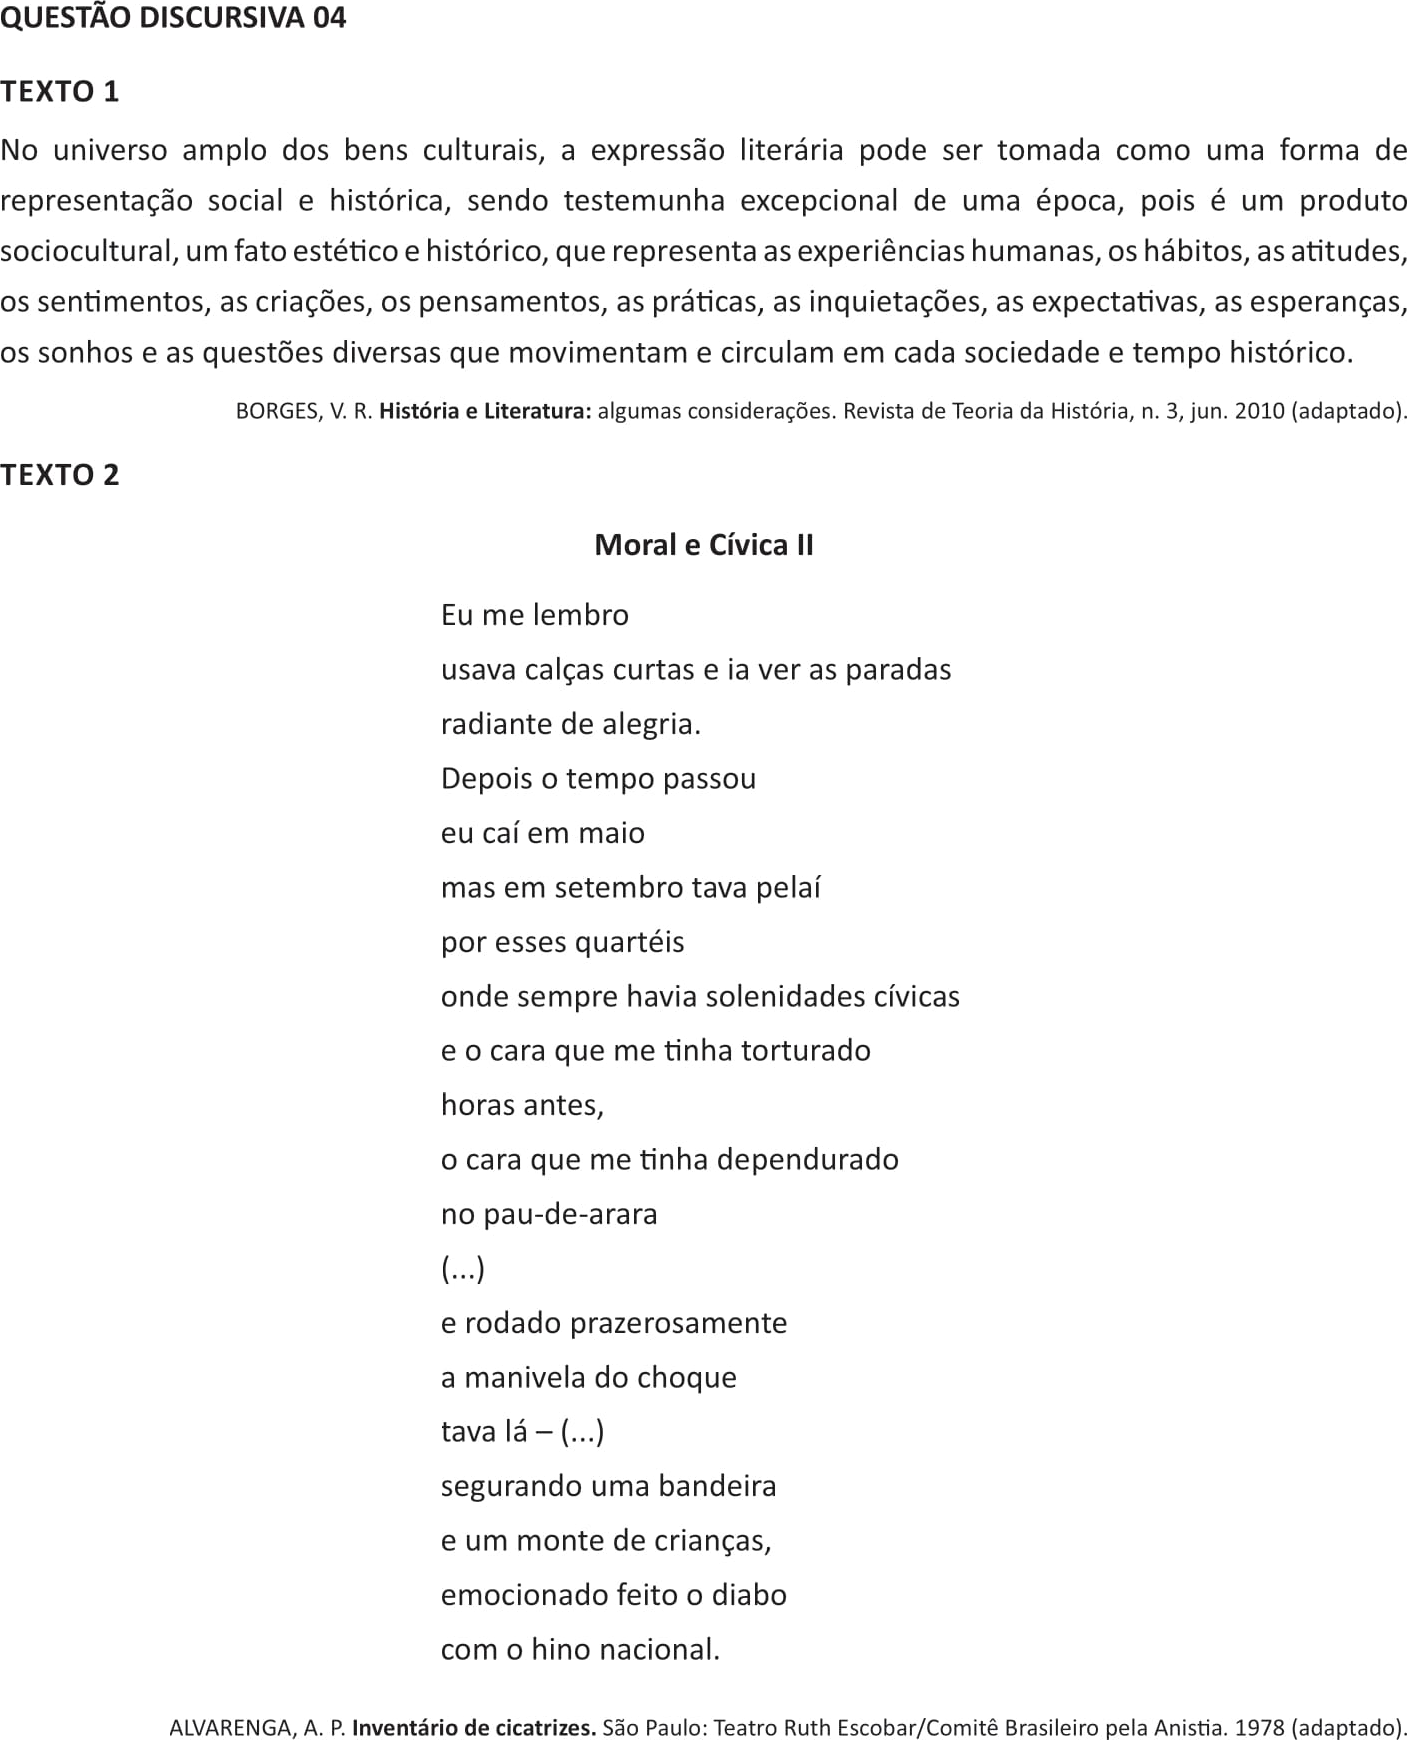 QUESTÃO DISCURSIVA 04
TEXTO 1
No universo amplo dos bens culturais, a expressão literária pode ser tomada como uma forma de
representação social e histórica, sendo testemunha excepcional de uma época, pois é um produto
sociocultural, um fato estético e histórico, que representa as experiências humanas, os hábitos, as atitudes,
os sentimentos, as criações, os pensamentos, as práticas, as inquietações, as expectativas, as esperanças,
os sonhos e as questões diversas que movimentam e circulam em cada sociedade e tempo histórico.
BORGES, V. R. História e Literatura: algumas considerações. Revista de Teoria da História, n. 3, jun. 2010 (adaptado).
TEXTO 2
Moral e Cívica II
Eu me lembro
usava calças curtas e ia ver as paradas
radiante de alegria.
Depois o tempo passou
eu caí em maio
mas em setembro tava pelaí
por esses quartéis
onde sempre havia solenidades cívicas
e o cara que me tinha torturado
horas antes,
o cara que me tinha dependurado
no pau-de-arara
(...)
e rodado prazerosamente
a manivela do choque
tava lá – (...)
segurando uma bandeira
e um monte de crianças,
emocionado feito o diabo
com o hino nacional.
ALVARENGA, A. P. Inventário de cicatrizes. São Paulo: Teatro Ruth Escobar/Comitê Brasileiro pela Anistia. 1978 (adaptado).